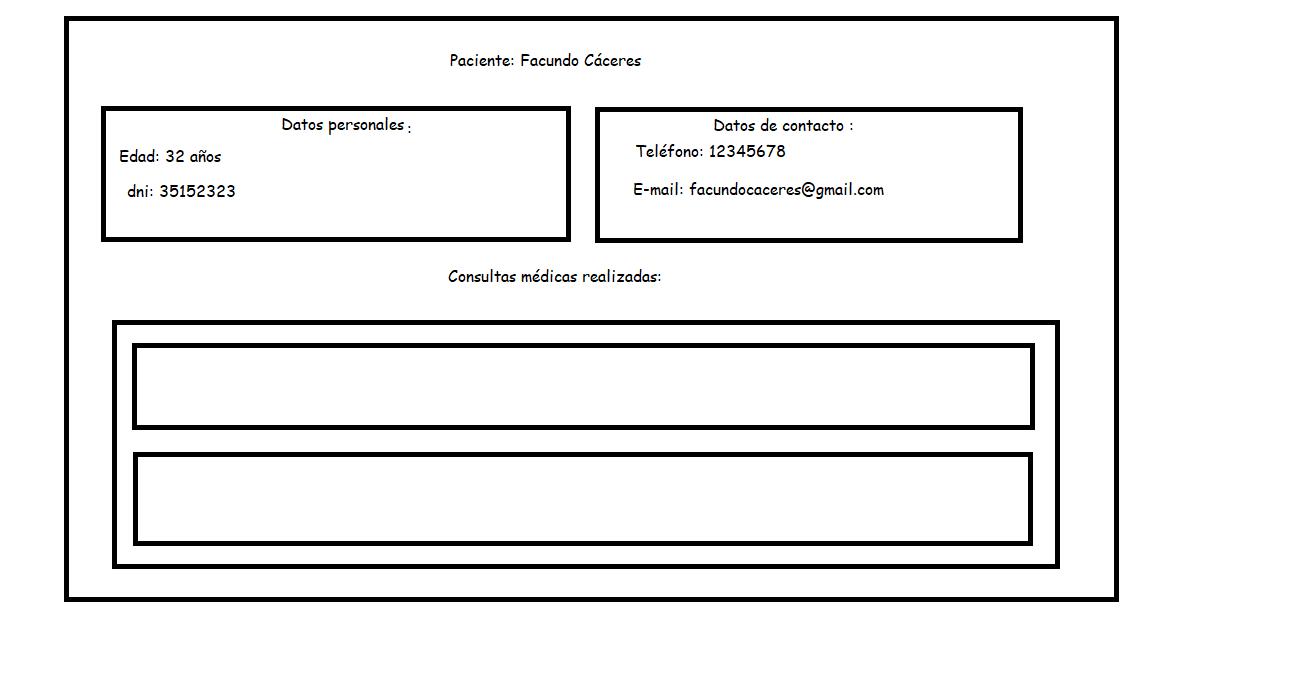 Paciente: Facundo Cáceres
Datos personales :
Edad: 32 años
dni: 35152323
Datos de contacto :
Teléfono: 12345678
E-mail: facundocaceres@gmail.com
Consultas médicas realizadas: